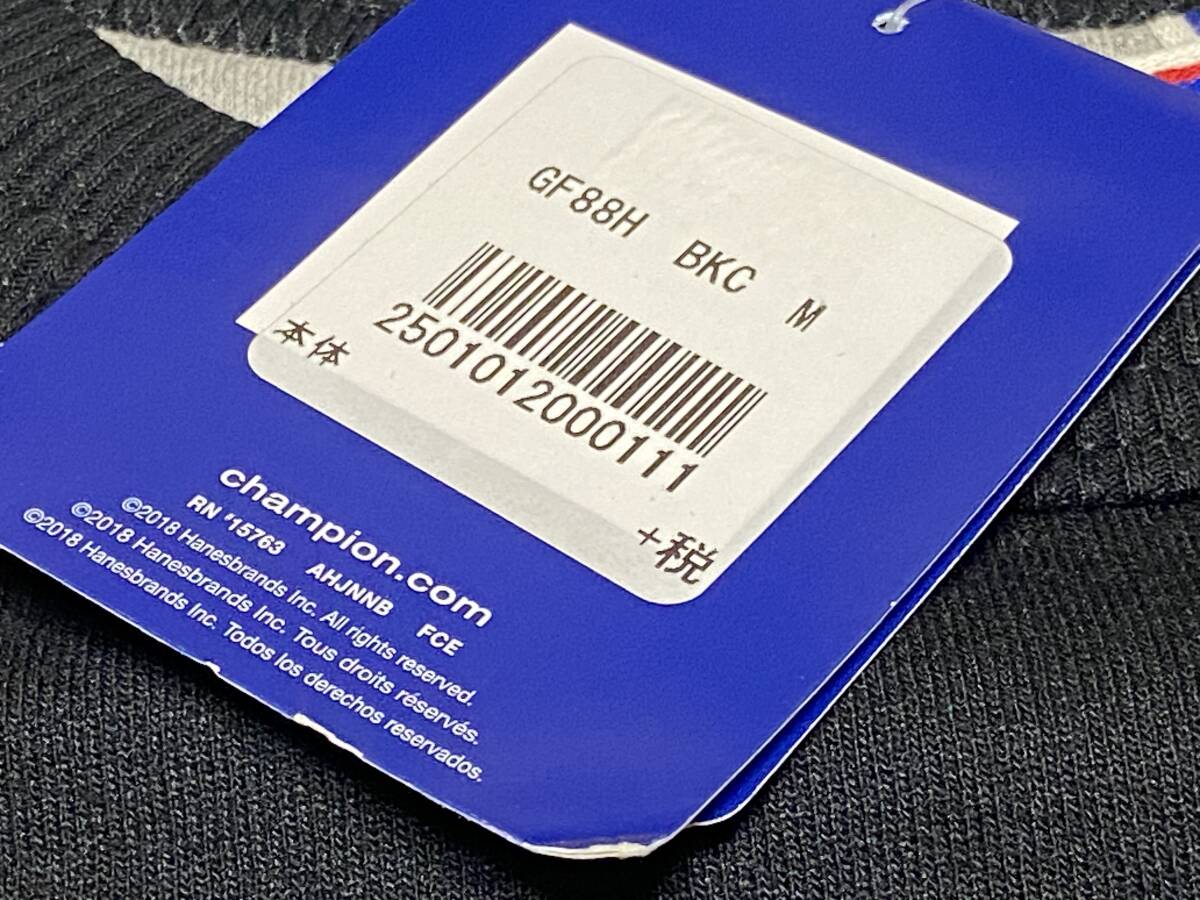 GF88H BKC M
2501012000111
本体
+税
champion.com
RN #15763 AHJNNB FCE
©2018 Hanesbrands Inc. All rights reserved.
©2018 Hanesbrands Inc. Tous droits réservés.
©2018 Hanesbrands Inc. Todos los derechos reservados.